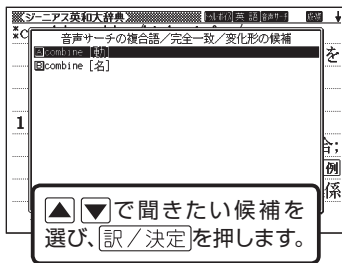 ジーニアス英和大辞典
音声サーチの複合語／完全一致／変化形の候補
を
A combine [動]
B combine [名]
1
合;
例
係
▲▼で聞きたい候補を
選び、訳／決定を押します。